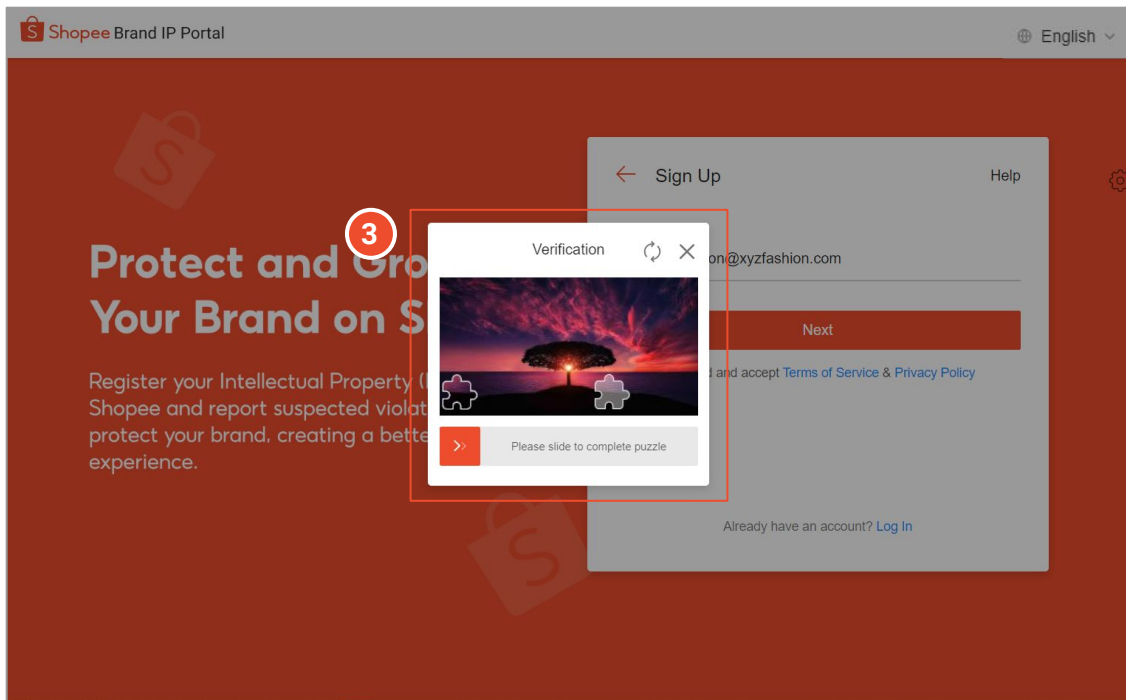 Shopee Brand IP Portal
English
Sign Up
Help
3
Protect and Gro
Your Brand on S
Register your Intellectual Property (
Shopee and report suspected violat
protect your brand, creating a bette
experience.
Verification
Please slide to complete puzzle
on@xyzfashion.com
Next
and accept Terms of Service & Privacy Policy
Already have an account? Log In